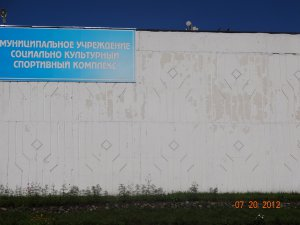 МУНИЦИПАЛЬНОЕ УЧРЕЖДЕНИЕ
СОЦИАЛЬНО КУЛЬТУРНЫЙ
СПОРТИВНЫЙ КОМПЛЕКС
07 20 2012